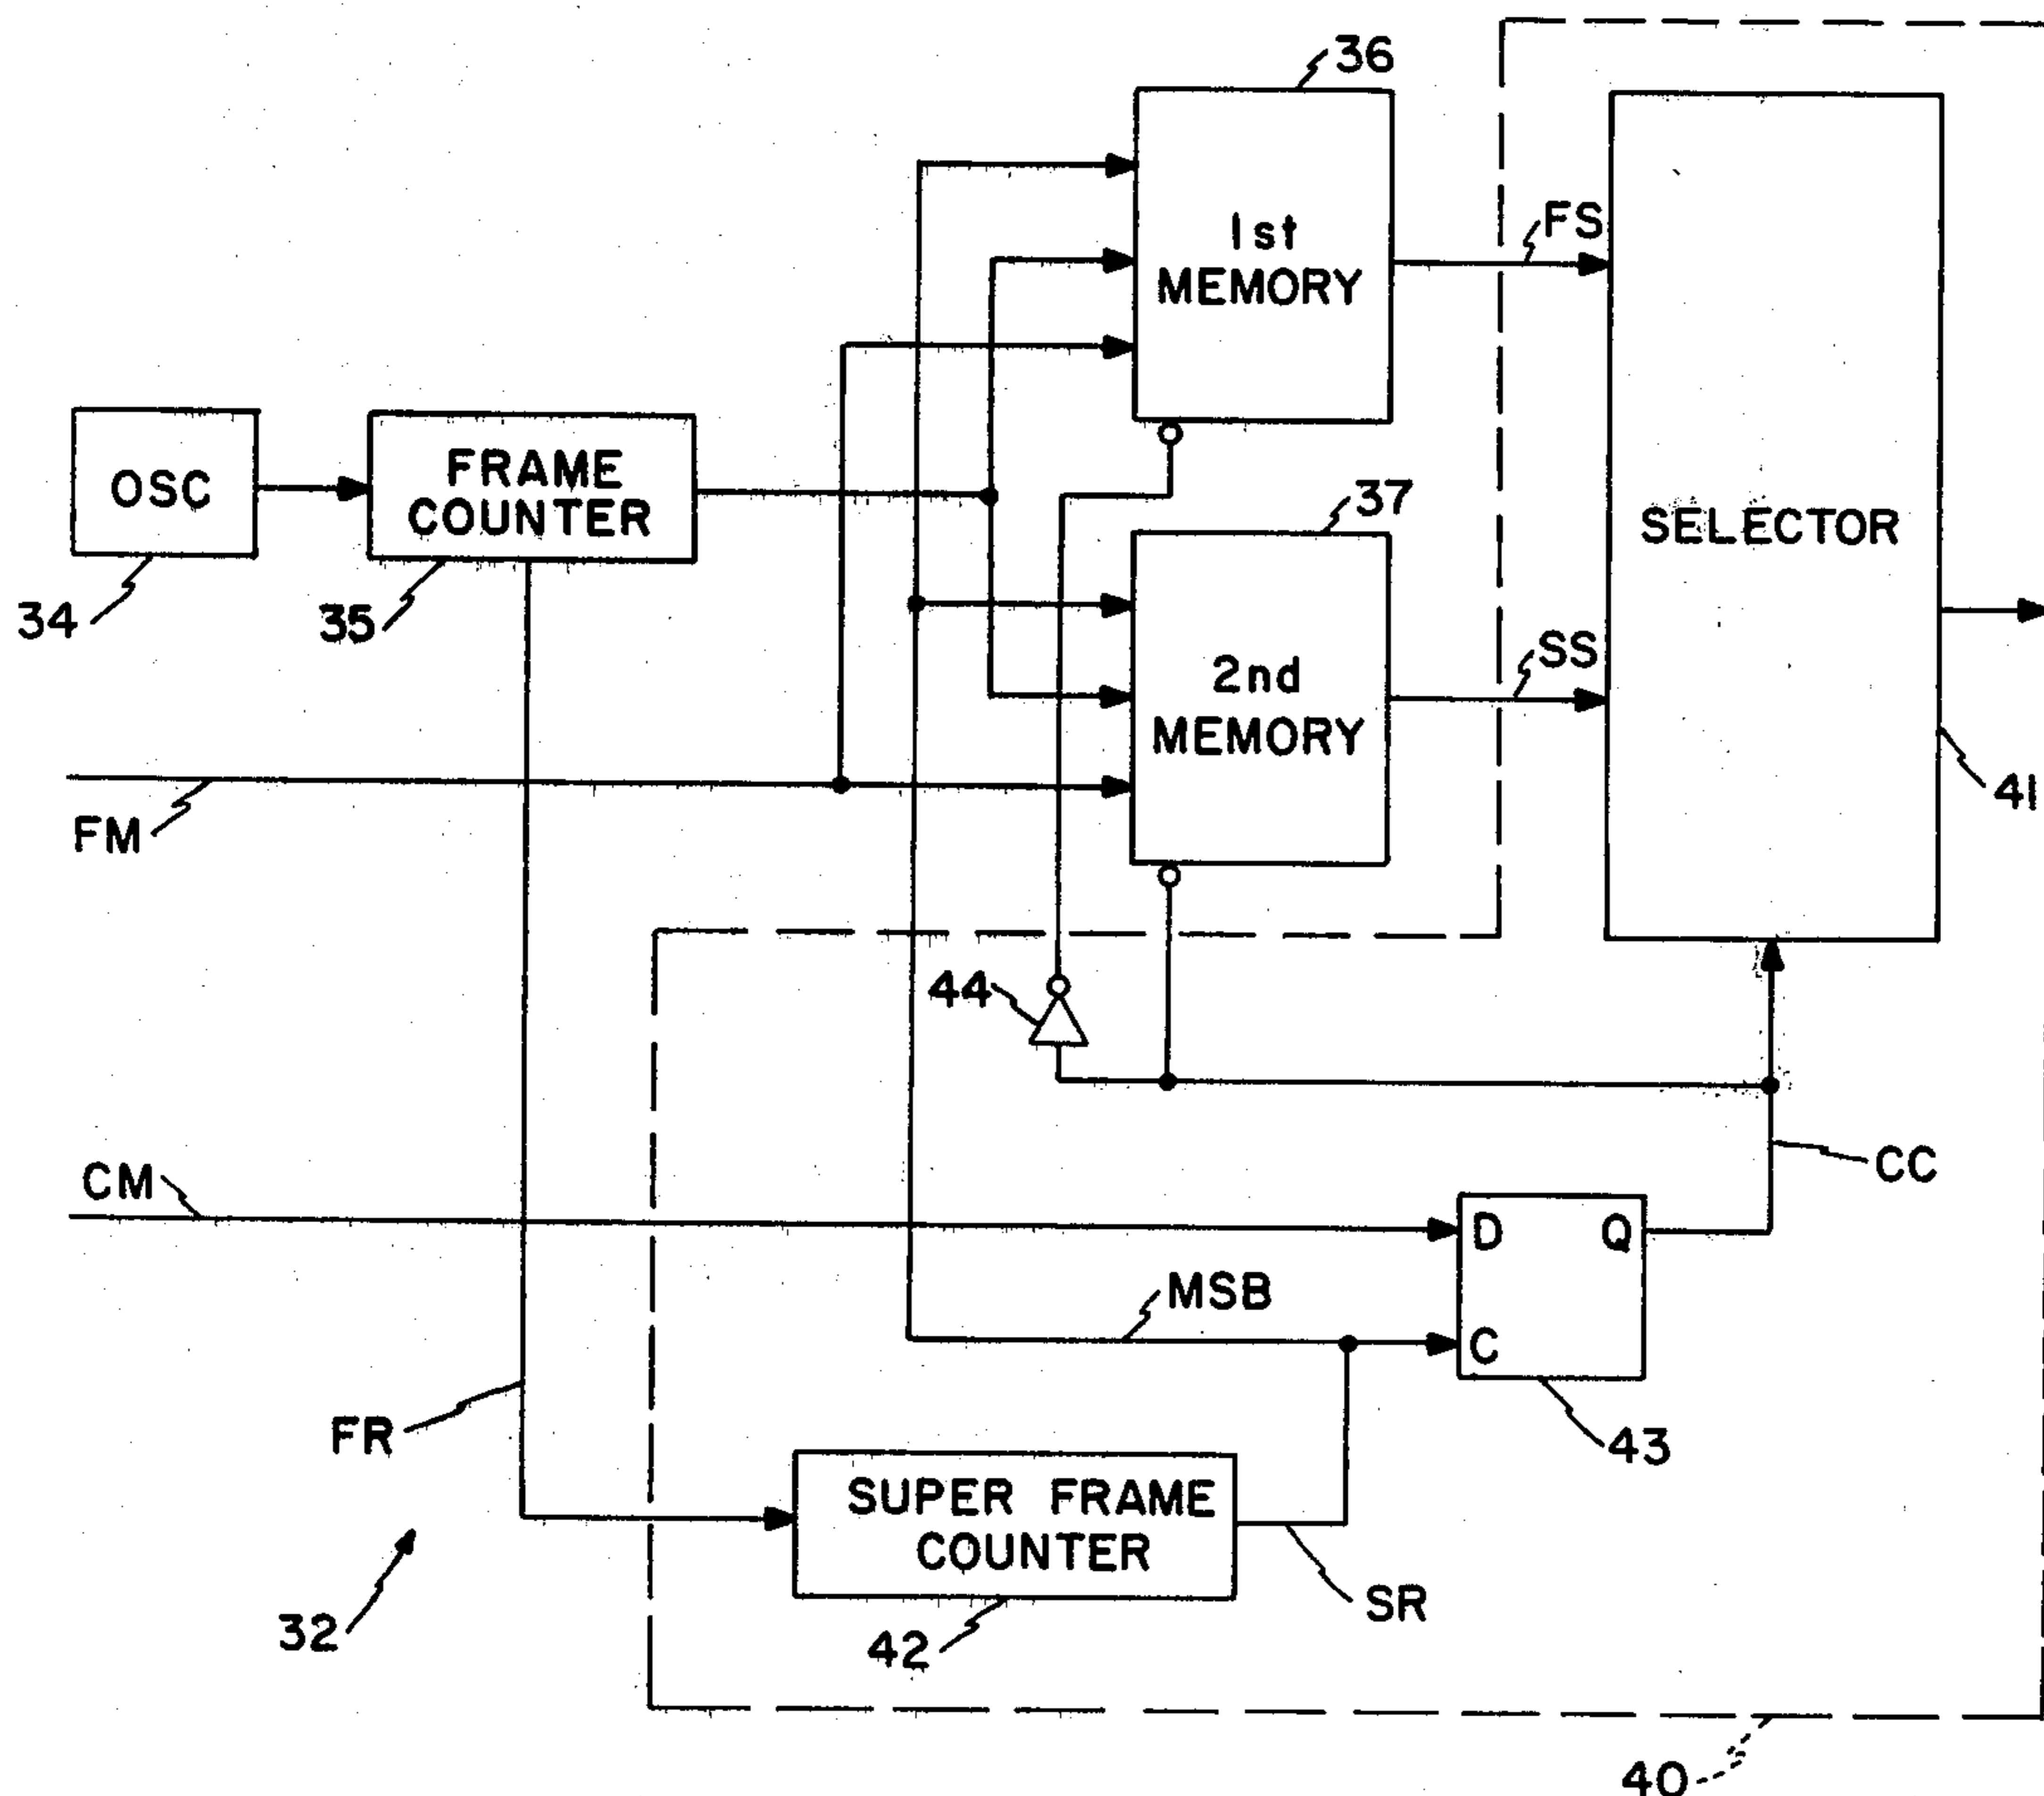 36
1st
MEMORY
FS
OSC
FRAME
COUNTER
34
35
37
SELECTOR
2nd
MEMORY
SS
41
FM
44
CM
CC
D Q
MSB
C
FR
43
SUPER FRAME
COUNTER
SR
32
42
40